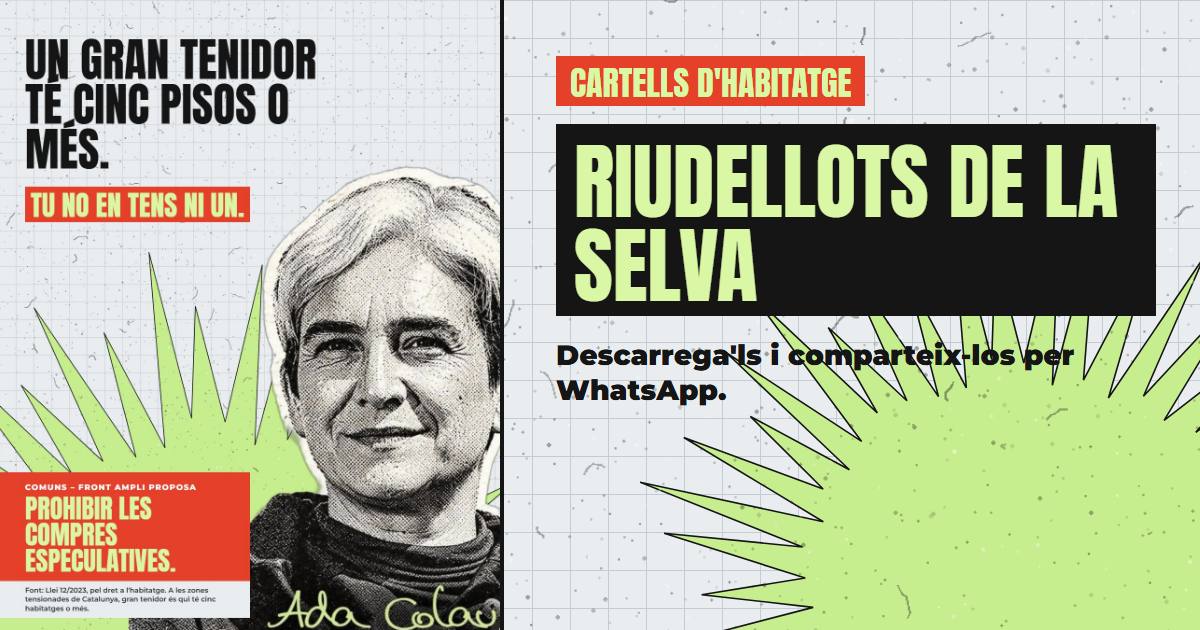 UN GRAN TENIDOR
TÉ CINC PISOS O
MÉS.
TU NO EN TENS NI UN.
COMUNS – FRONT AMPLI PROPOSA
PROHIBIR LES
COMPRES
ESPECULATIVES.
Font: Llei 12/2023, pel dret a l'habitatge. A les zones
tensionades de Catalunya, gran tenidor és qui té cinc
habitatges o més.
Ada Colau
CARTELLS D'HABITATGE
RIUDELLOTS DE LA
SELVA
Descarrega'ls i comparteix-los per
WhatsApp.